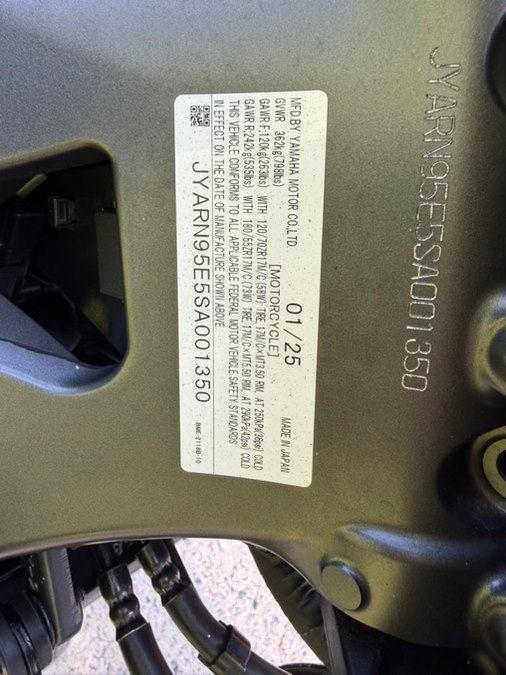 MFD.BY YAMAHA MOTOR CO.,LTD. 01/25 MADE IN JAPAN
GVWR 362kg(798lbs) [MOTORCYCLE]
GAWR F:120kg(263lbs) WITH 120/70ZR17M/C (58W) TIRE, 17M/C×MT3.50 RIM, AT 250kPa(36psi) COLD
GAWR R:242kg(535lbs) WITH 180/55ZR17M/C (73W) TIRE, 17M/C×MT5.50 RIM, AT 290kPa(42psi) COLD
THIS VEHICLE CONFORMS TO ALL APPLICABLE FEDERAL MOTOR VEHICLE SAFETY STANDARDS
IN EFFECT ON THE DATE OF MANUFACTURE SHOWN ABOVE.
JYARN95E5SA001350
BME-2118B-10
JYARN95E5SA001350